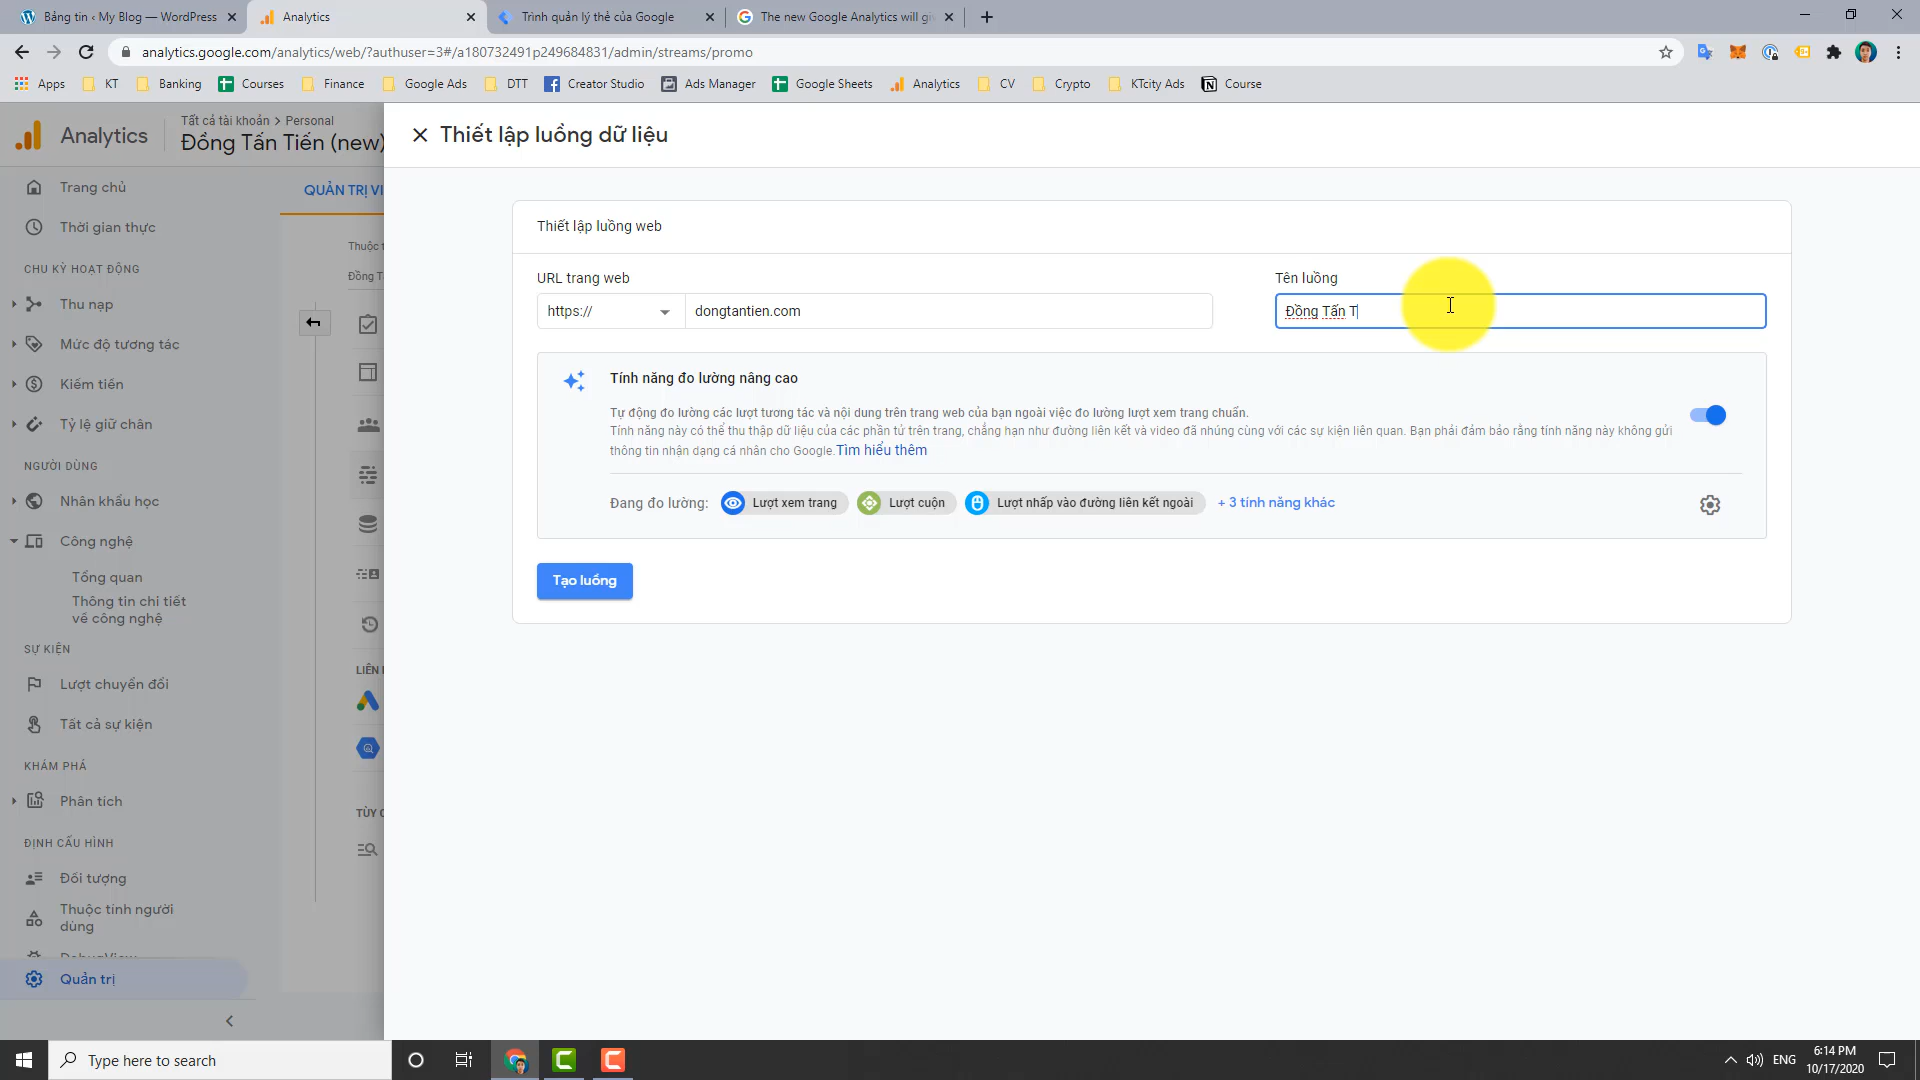 Bảng tin ‹ My Blog — WordPress
Analytics
Trình quản lý thẻ của Google
The new Google Analytics will gi
analytics.google.com/analytics/web/?authuser=3#/a180732491p249684831/admin/streams/promo
Apps
KT
Banking
Courses
Finance
Google Ads
DTT
Creator Studio
Ads Manager
Google Sheets
Analytics
CV
Crypto
KTcity Ads
Course
Analytics
Tất cả tài khoản > Personal
Đồng Tấn Tiến (new)
Thiết lập luồng dữ liệu
Trang chủ
Thời gian thực
CHU KỲ HOẠT ĐỘNG
Thu nạp
Mức độ tương tác
Kiếm tiền
Tỷ lệ giữ chân
NGƯỜI DÙNG
Nhân khẩu học
Công nghệ
Tổng quan
Thông tin chi tiết
về công nghệ
SỰ KIỆN
Lượt chuyển đổi
Tất cả sự kiện
KHÁM PHÁ
Phân tích
ĐỊNH CẤU HÌNH
Đối tượng
Thuộc tính người
dùng
DebugView
Quản trị
QUẢN TRỊ VI
Thuộc t
Đồng T
LIÊN
TÙY C
Thiết lập luồng web
URL trang web
Tên luồng
https://
dongtantien.com
Đồng Tấn T
Tính năng đo lường nâng cao
Tự động đo lường các lượt tương tác và nội dung trên trang web của bạn ngoài việc đo lường lượt xem trang chuẩn.
Tính năng này có thể thu thập dữ liệu của các phần tử trên trang, chẳng hạn như đường liên kết và video đã nhúng cùng với các sự kiện liên quan. Bạn phải đảm bảo rằng tính năng này không gửi
thông tin nhận dạng cá nhân cho Google.Tìm hiểu thêm
Đang đo lường:
Lượt xem trang
Lượt cuộn
Lượt nhấp vào đường liên kết ngoài
+ 3 tính năng khác
Tạo luồng
Type here to search
ENG
6:14 PM
10/17/2020